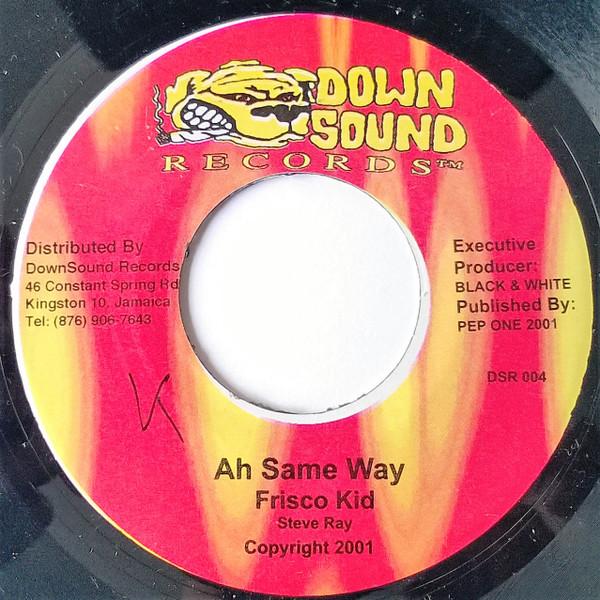 DOWN
SOUND
RECORDS™
Distributed By
DownSound Records
46 Constant Spring Rd
Kingston 10, Jamaica
Tel: (876) 906-7643
Executive
Producer:
BLACK & WHITE
Published By:
PEP ONE 2001
DSR 004
Ah Same Way
Frisco Kid
Steve Ray
Copyright 2001